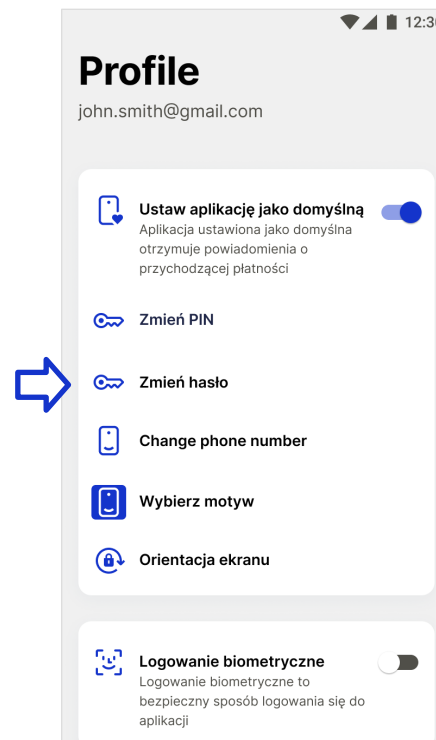 12:30
Profile
john.smith@gmail.com
Ustaw aplikację jako domyślną
Aplikacja ustawiona jako domyślna
otrzymuje powiadomienia o
przychodzącej płatności
Zmień PIN
Zmień hasło
Change phone number
Wybierz motyw
Orientacja ekranu
Logowanie biometryczne
Logowanie biometryczne to
bezpieczny sposób logowania się do
aplikacji